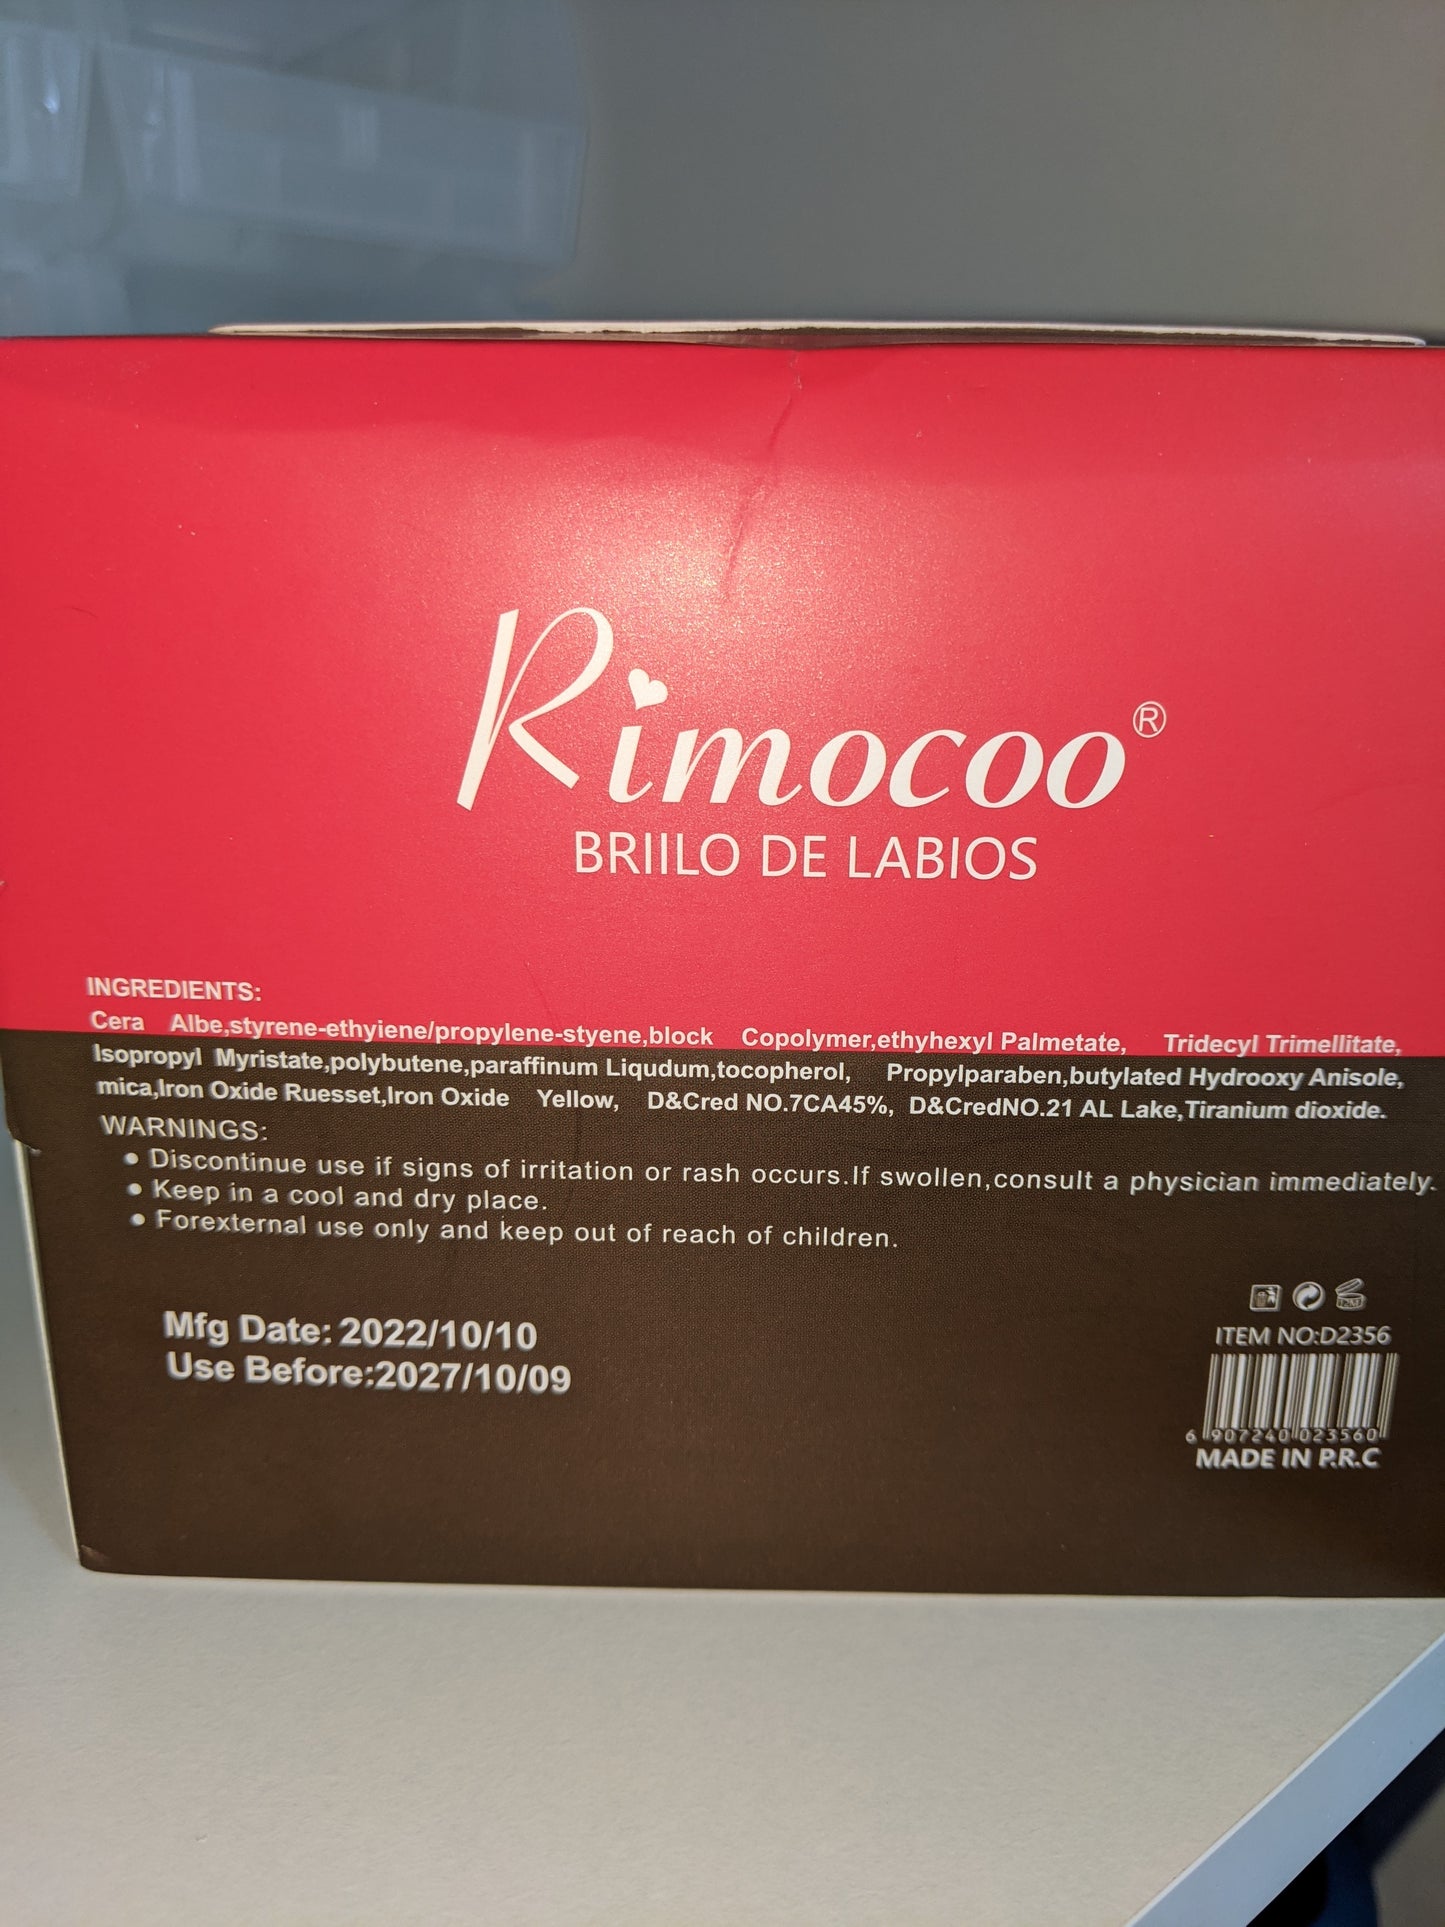 Rimocoo®
BRIILO DE LABIOS
INGREDIENTS:
Cera Albe,styrene-ethyiene/propylene-styene,block Copolymer,ethyhexyl Palmetate, Tridecyl Trimellitate,
Isopropyl Myristate,polybutene,paraffinum Liqudum,tocopherol, Propylparaben,butylated Hydrooxy Anisole,
mica,Iron Oxide Ruesset,Iron Oxide Yellow, D&Cred NO.7CA45%, D&CredNO.21 AL Lake,Tiranium dioxide.
WARNINGS:
● Discontinue use if signs of irritation or rash occurs.If swollen,consult a physician immediately.
● Keep in a cool and dry place.
● Forexternal use only and keep out of reach of children.
Mfg Date: 2022/10/10
Use Before:2027/10/09
12M
ITEM NO:D2356
6 907240 023560
MADE IN P.R.C